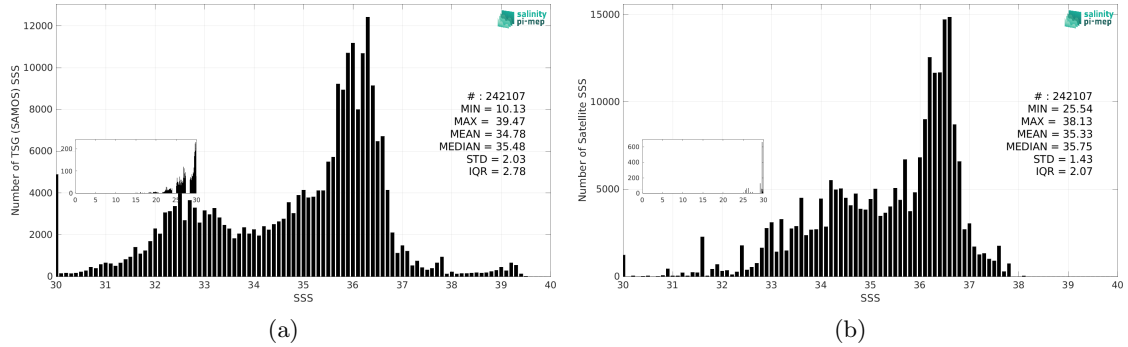 12000
10000
8000
6000
4000
2000
0
Number of TSG (SAMOS) SSS
salinity
pi-mep
# : 242107
MIN = 10.13
MAX = 39.47
MEAN = 34.78
MEDIAN = 35.48
STD = 2.03
IQR = 2.78
200
100
0
0 5 10 15 20 25 30
30 31 32 33 34 35 36 37 38 39 40
SSS
(a)
15000
10000
5000
0
Number of Satellite SSS
salinity
pi-mep
# : 242107
MIN = 25.54
MAX = 38.13
MEAN = 35.33
MEDIAN = 35.75
STD = 1.43
IQR = 2.07
600
400
200
0
0 5 10 15 20 25 30
30 31 32 33 34 35 36 37 38 39 40
SSS
(b)